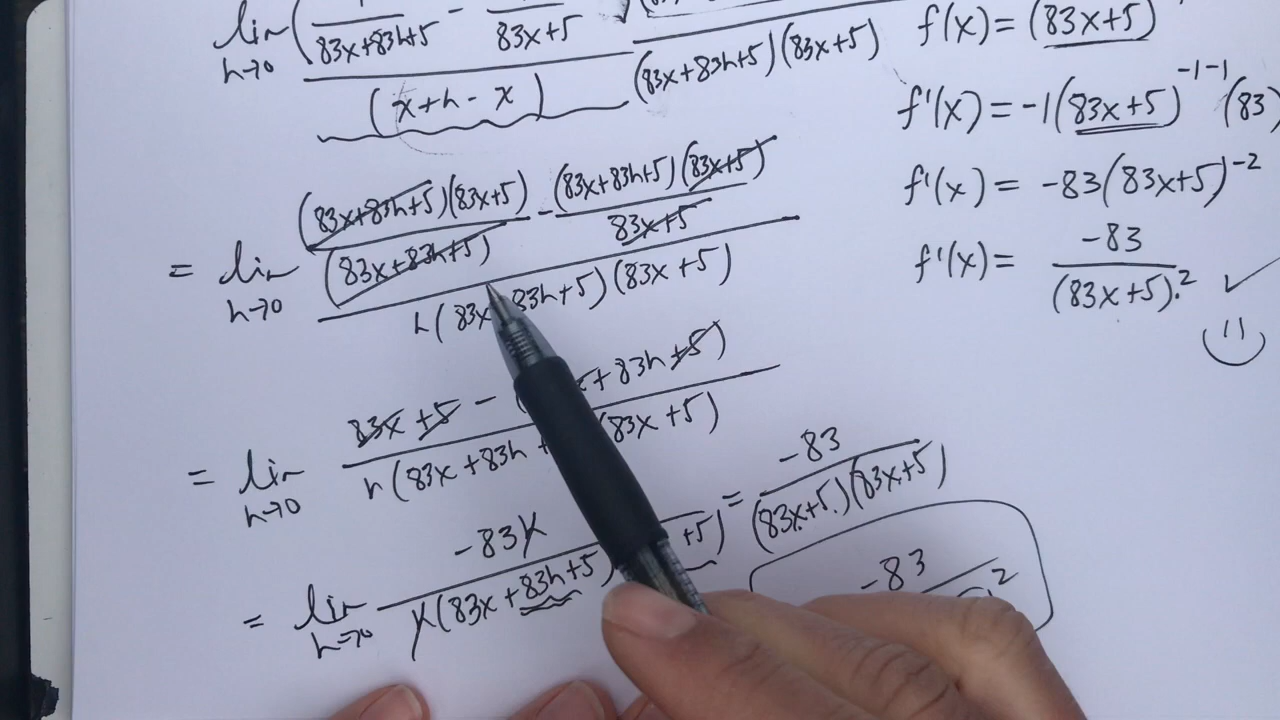 lim h→0 ( /83x+83h+5 - /83x+5 ) / (x+h-x) (83x+83h+5)(83x+5)
= lim h→0 ((83x+83h+5)(83x+5)/(83x+83h+5) - (83x+83h+5)(83x+5)/83x+5) / h(83x 83h+5)(83x+5)
= lim h→0 83x+5 - ( +83h+5) / h(83x+83h + (83x+5)
= lim h→0 -83h / h(83x+83h+5) +5) = -83 / (83x+5)(83x+5)
-83
f(x) = (83x+5)
f'(x) = -1(83x+5)^-1-1 (83)
f'(x) = -83(83x+5)^-2
f'(x) = -83 / (83x+5)^2 ✓